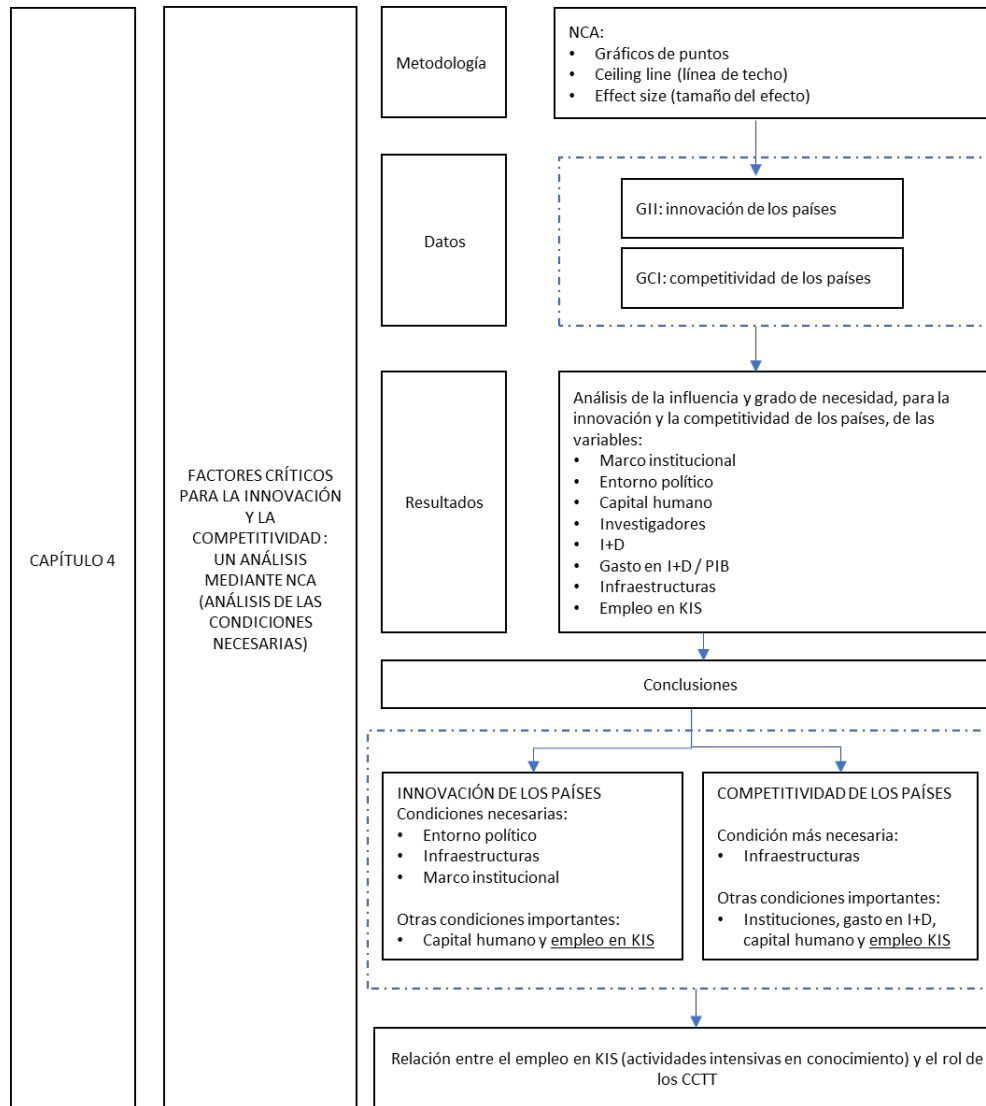 CAPÍTULO 4
FACTORES CRÍTICOS
PARA LA INNOVACIÓN
Y LA
COMPETITIVIDAD:
UN ANÁLISIS
MEDIANTE NCA
(ANÁLISIS DE LAS
CONDICIONES
NECESARIAS)
Metodología
NCA:
• Gráficos de puntos
• Ceiling line (línea de techo)
• Effect size (tamaño del efecto)
Datos
GII: innovación de los países
GCI: competitividad de los países
Resultados
Análisis de la influencia y grado de necesidad, para la
innovación y la competitividad de los países, de las
variables:
• Marco institucional
• Entorno político
• Capital humano
• Investigadores
• I+D
• Gasto en I+D / PIB
• Infraestructuras
• Empleo en KIS
Conclusiones
INNOVACIÓN DE LOS PAÍSES
Condiciones necesarias:
• Entorno político
• Infraestructuras
• Marco institucional
Otras condiciones importantes:
• Capital humano y empleo en KIS
COMPETITIVIDAD DE LOS PAÍSES
Condición más necesaria:
• Infraestructuras
Otras condiciones importantes:
• Instituciones, gasto en I+D,
capital humano y empleo KIS
Relación entre el empleo en KIS (actividades intensivas en conocimiento) y el rol de
los CCTT